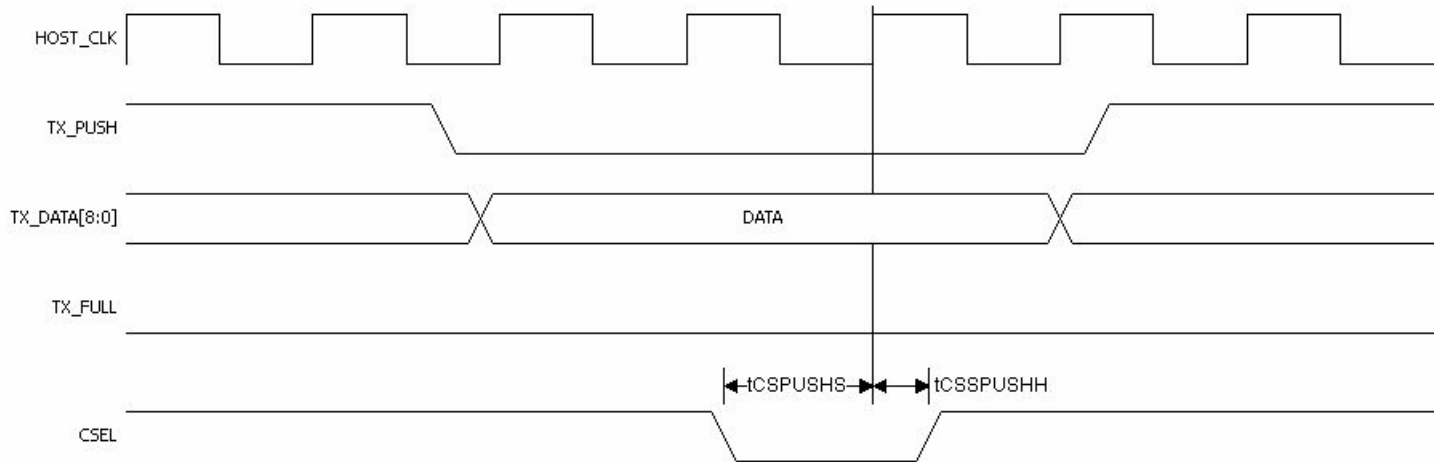 HOST_CLK
TX_PUSH
TX_DATA[8:0]
DATA
TX_FULL
tCSPUSHS
tCSSPUSHH
CSEL